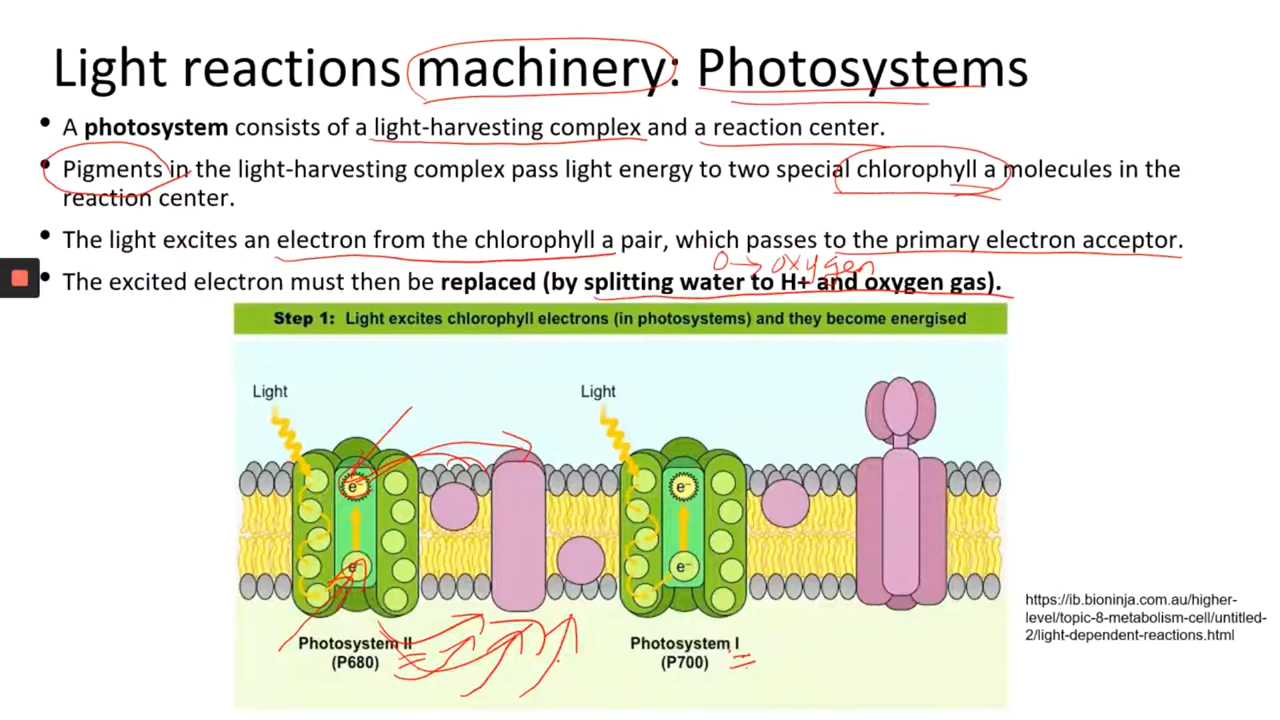 Light reactions machinery: Photosystems
• A photosystem consists of a light-harvesting complex and a reaction center.
• Pigments in the light-harvesting complex pass light energy to two special chlorophyll a molecules in the
reaction center.
• The light excites an electron from the chlorophyll a pair, which passes to the primary electron acceptor.
O → oxygen
• The excited electron must then be replaced (by splitting water to H+ and oxygen gas).
Step 1: Light excites chlorophyll electrons (in photosystems) and they become energised
Light
Light
e⁻
e⁻
e⁻
e⁻
Photosystem II
(P680)
Photosystem I
(P700)
https://ib.bioninja.com.au/higher-
level/topic-8-metabolism-cell/untitled-
2/light-dependent-reactions.html